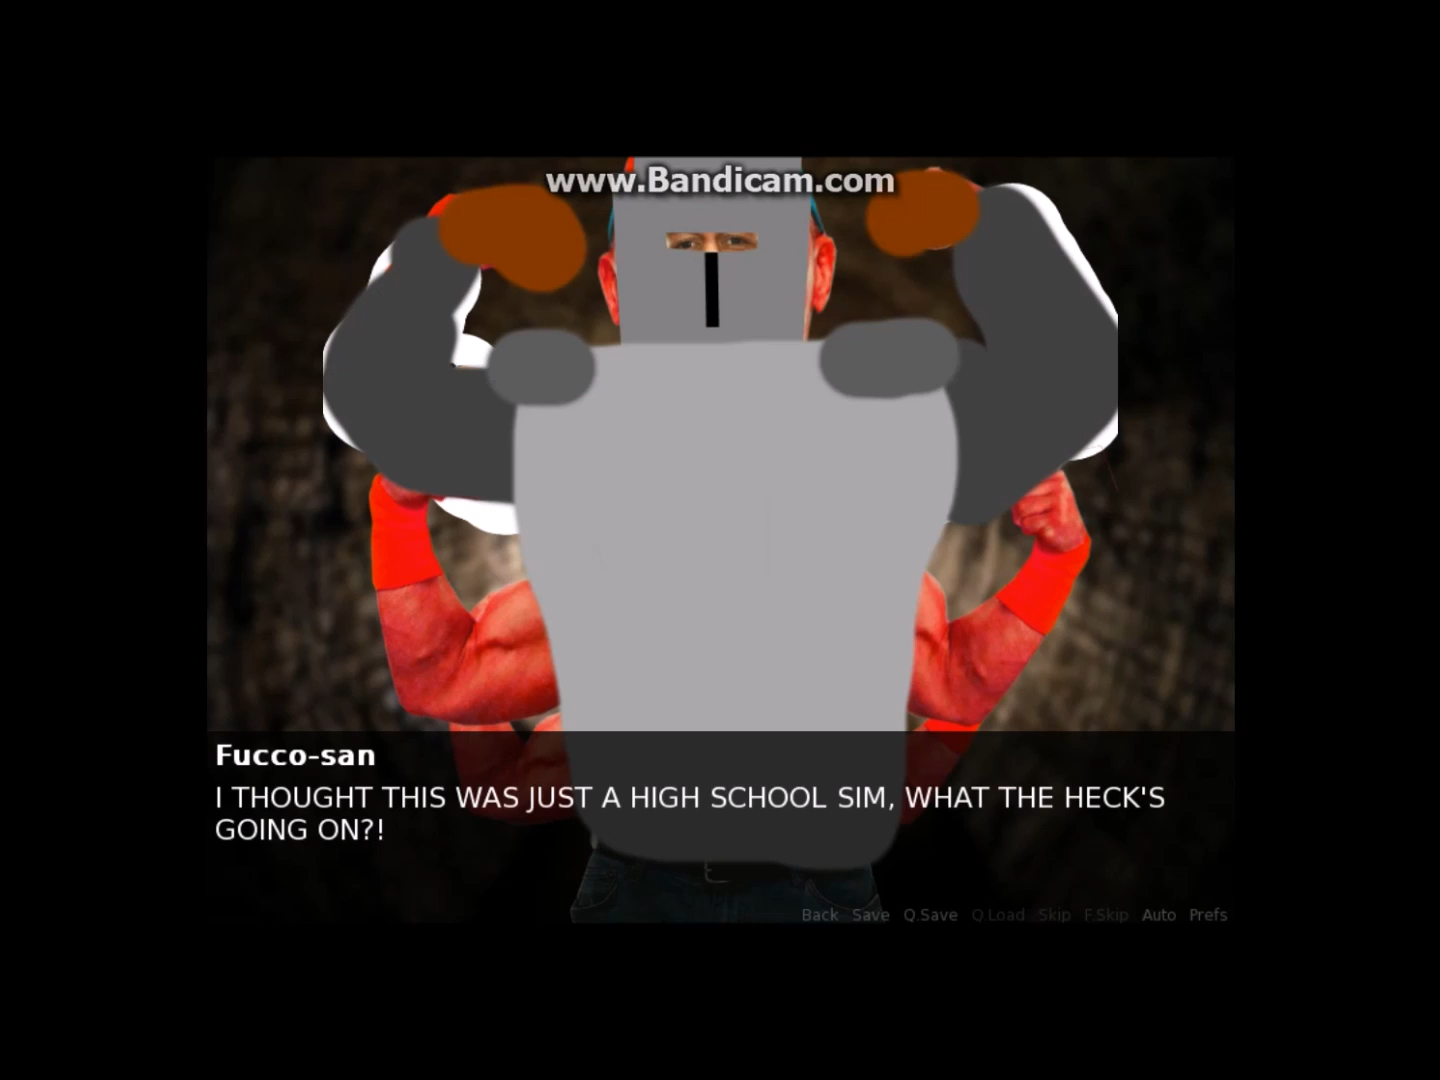 www.Bandicam.com
Fucco-san
I THOUGHT THIS WAS JUST A HIGH SCHOOL SIM, WHAT THE HECK'S
GOING ON?!
Back Save Q.Save Q.Load Skip F.Skip Auto Prefs